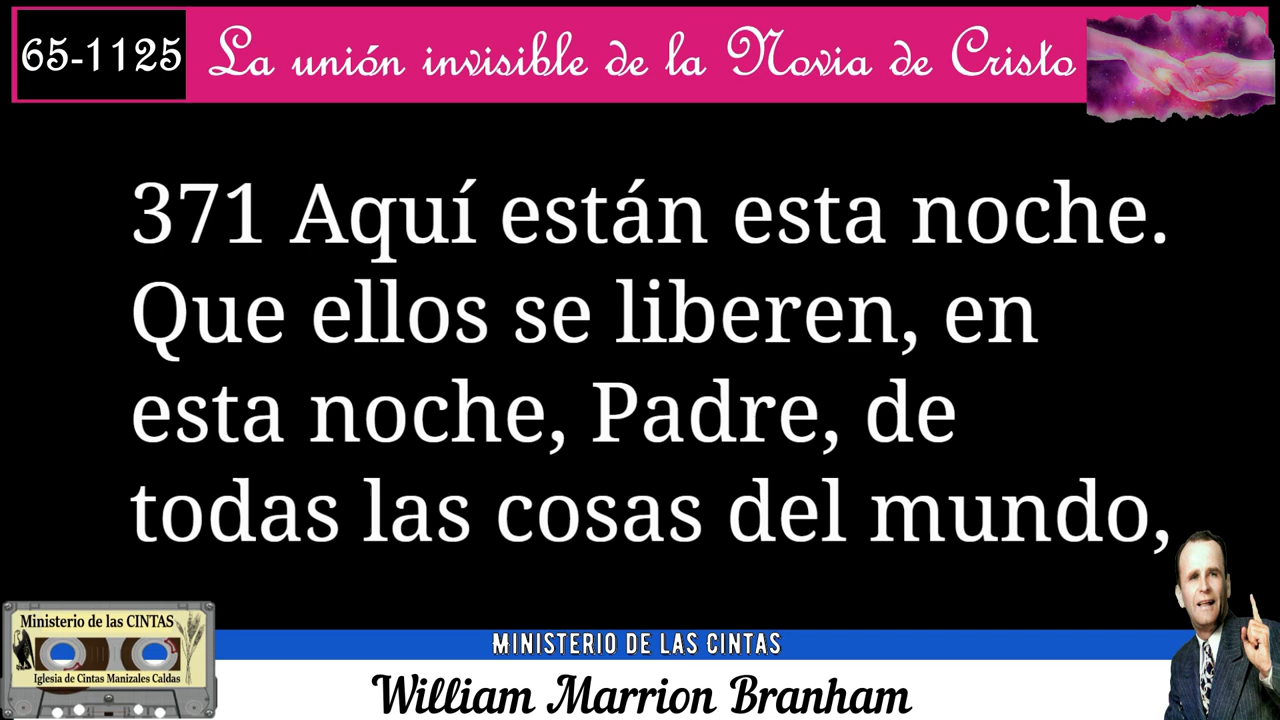 65-1125 La unión invisible de la Novia de Cristo
371 Aquí están esta noche.
Que ellos se liberen, en
esta noche, Padre, de
todas las cosas del mundo,
Ministerio de las CINTAS
Iglesia de Cintas Manizales Caldas
MINISTERIO DE LAS CINTAS
William Marrion Branham